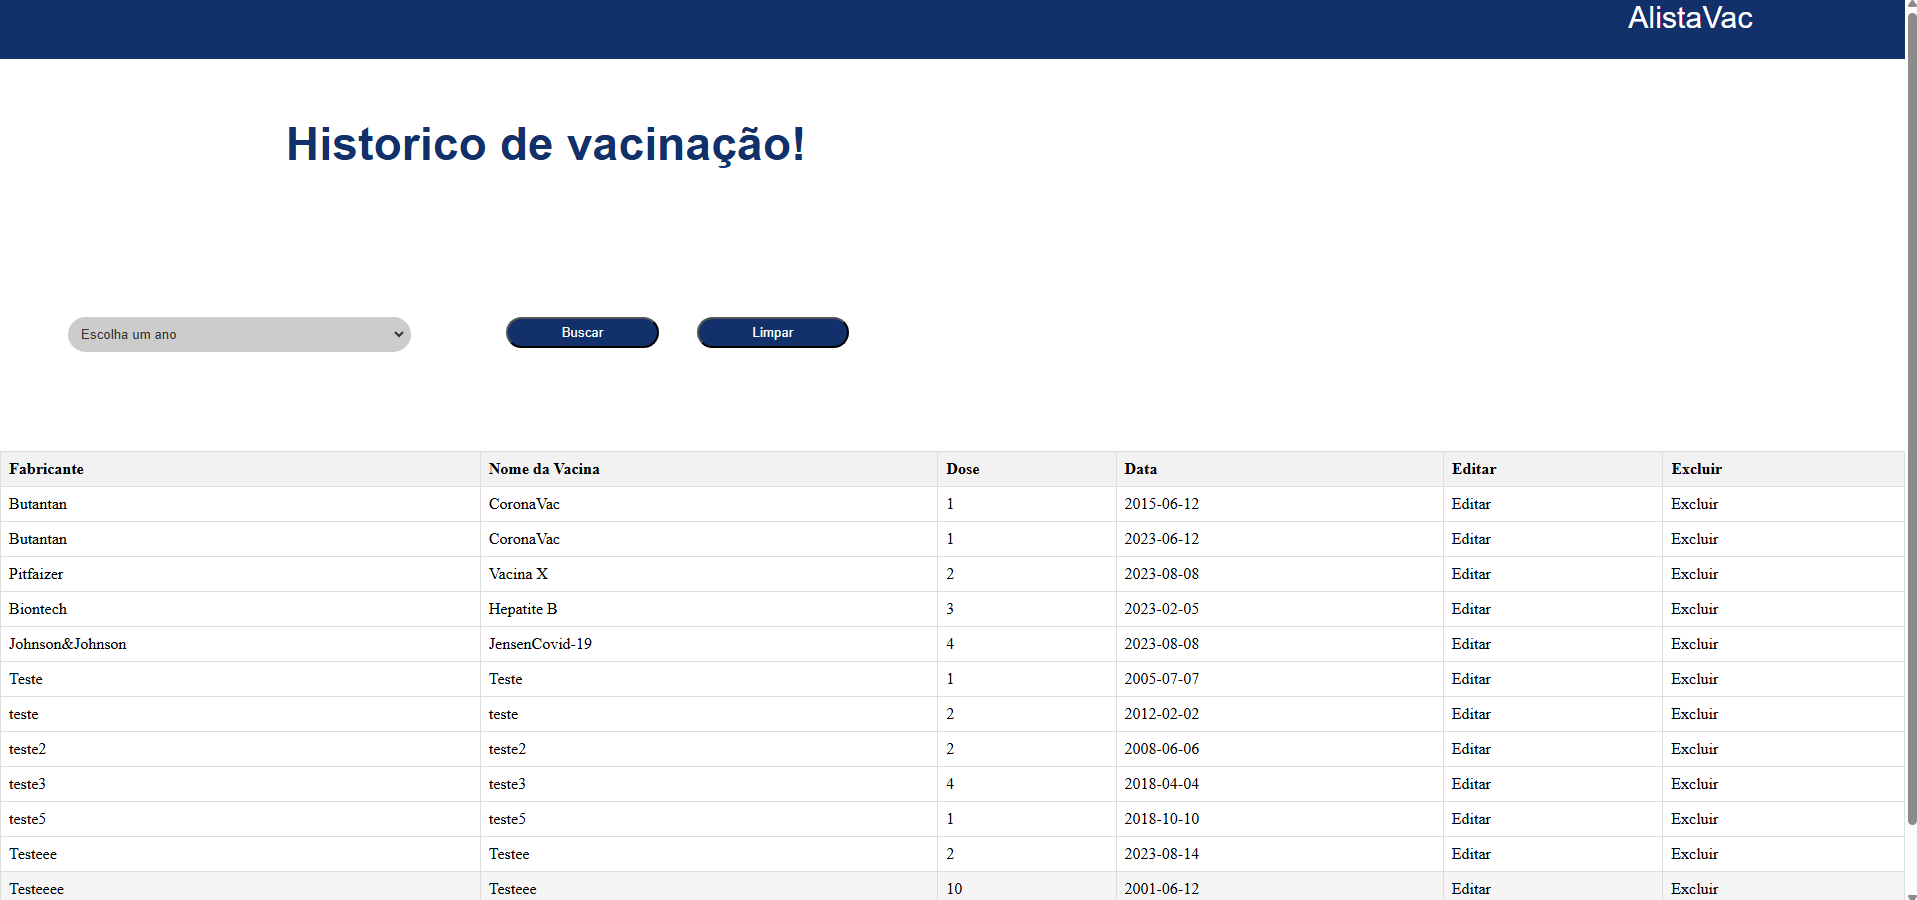 AlistaVac
Historico de vacinação!
Escolha um ano Buscar Limpar
Fabricante Nome da Vacina Dose Data Editar Excluir
Butantan CoronaVac 1 2015-06-12 Editar Excluir
Butantan CoronaVac 1 2023-06-12 Editar Excluir
Pitfaizer Vacina X 2 2023-08-08 Editar Excluir
Biontech Hepatite B 3 2023-02-05 Editar Excluir
Johnson&Johnson JensenCovid-19 4 2023-08-08 Editar Excluir
Teste Teste 1 2005-07-07 Editar Excluir
teste teste 2 2012-02-02 Editar Excluir
teste2 teste2 2 2008-06-06 Editar Excluir
teste3 teste3 4 2018-04-04 Editar Excluir
teste5 teste5 1 2018-10-10 Editar Excluir
Testeee Testee 2 2023-08-14 Editar Excluir
Testeeee Testeee 10 2001-06-12 Editar Excluir